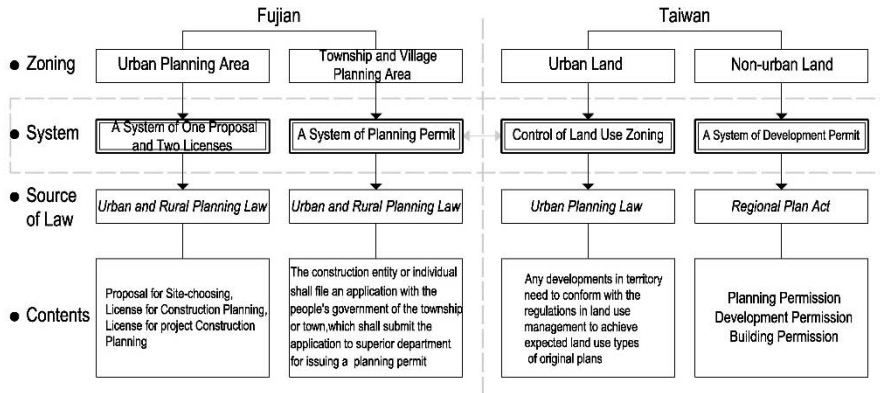 Fujian
Taiwan
● Zoning
Urban Planning Area
Township and Village
Planning Area
Urban Land
Non-urban Land
● System
A System of One Proposal
and Two Licenses
A System of Planning Permit
Control of Land Use Zoning
A System of Development Permit
● Source
of Law
Urban and Rural Planning Law
Urban and Rural Planning Law
Urban Planning Law
Regional Plan Act
● Contents
Proposal for Site-choosing,
License for Construction Planning,
License for project Construction
Planning
The construction entity or individual
shall file an application with the
people's government of the township
or town,which shall submit the
application to superior department
for issuing a planning permit
Any developments in territory
need to conform with the
regulations in land use
management to achieve
expected land use types
of original plans
Planning Permission
Development Permission
Building Permission